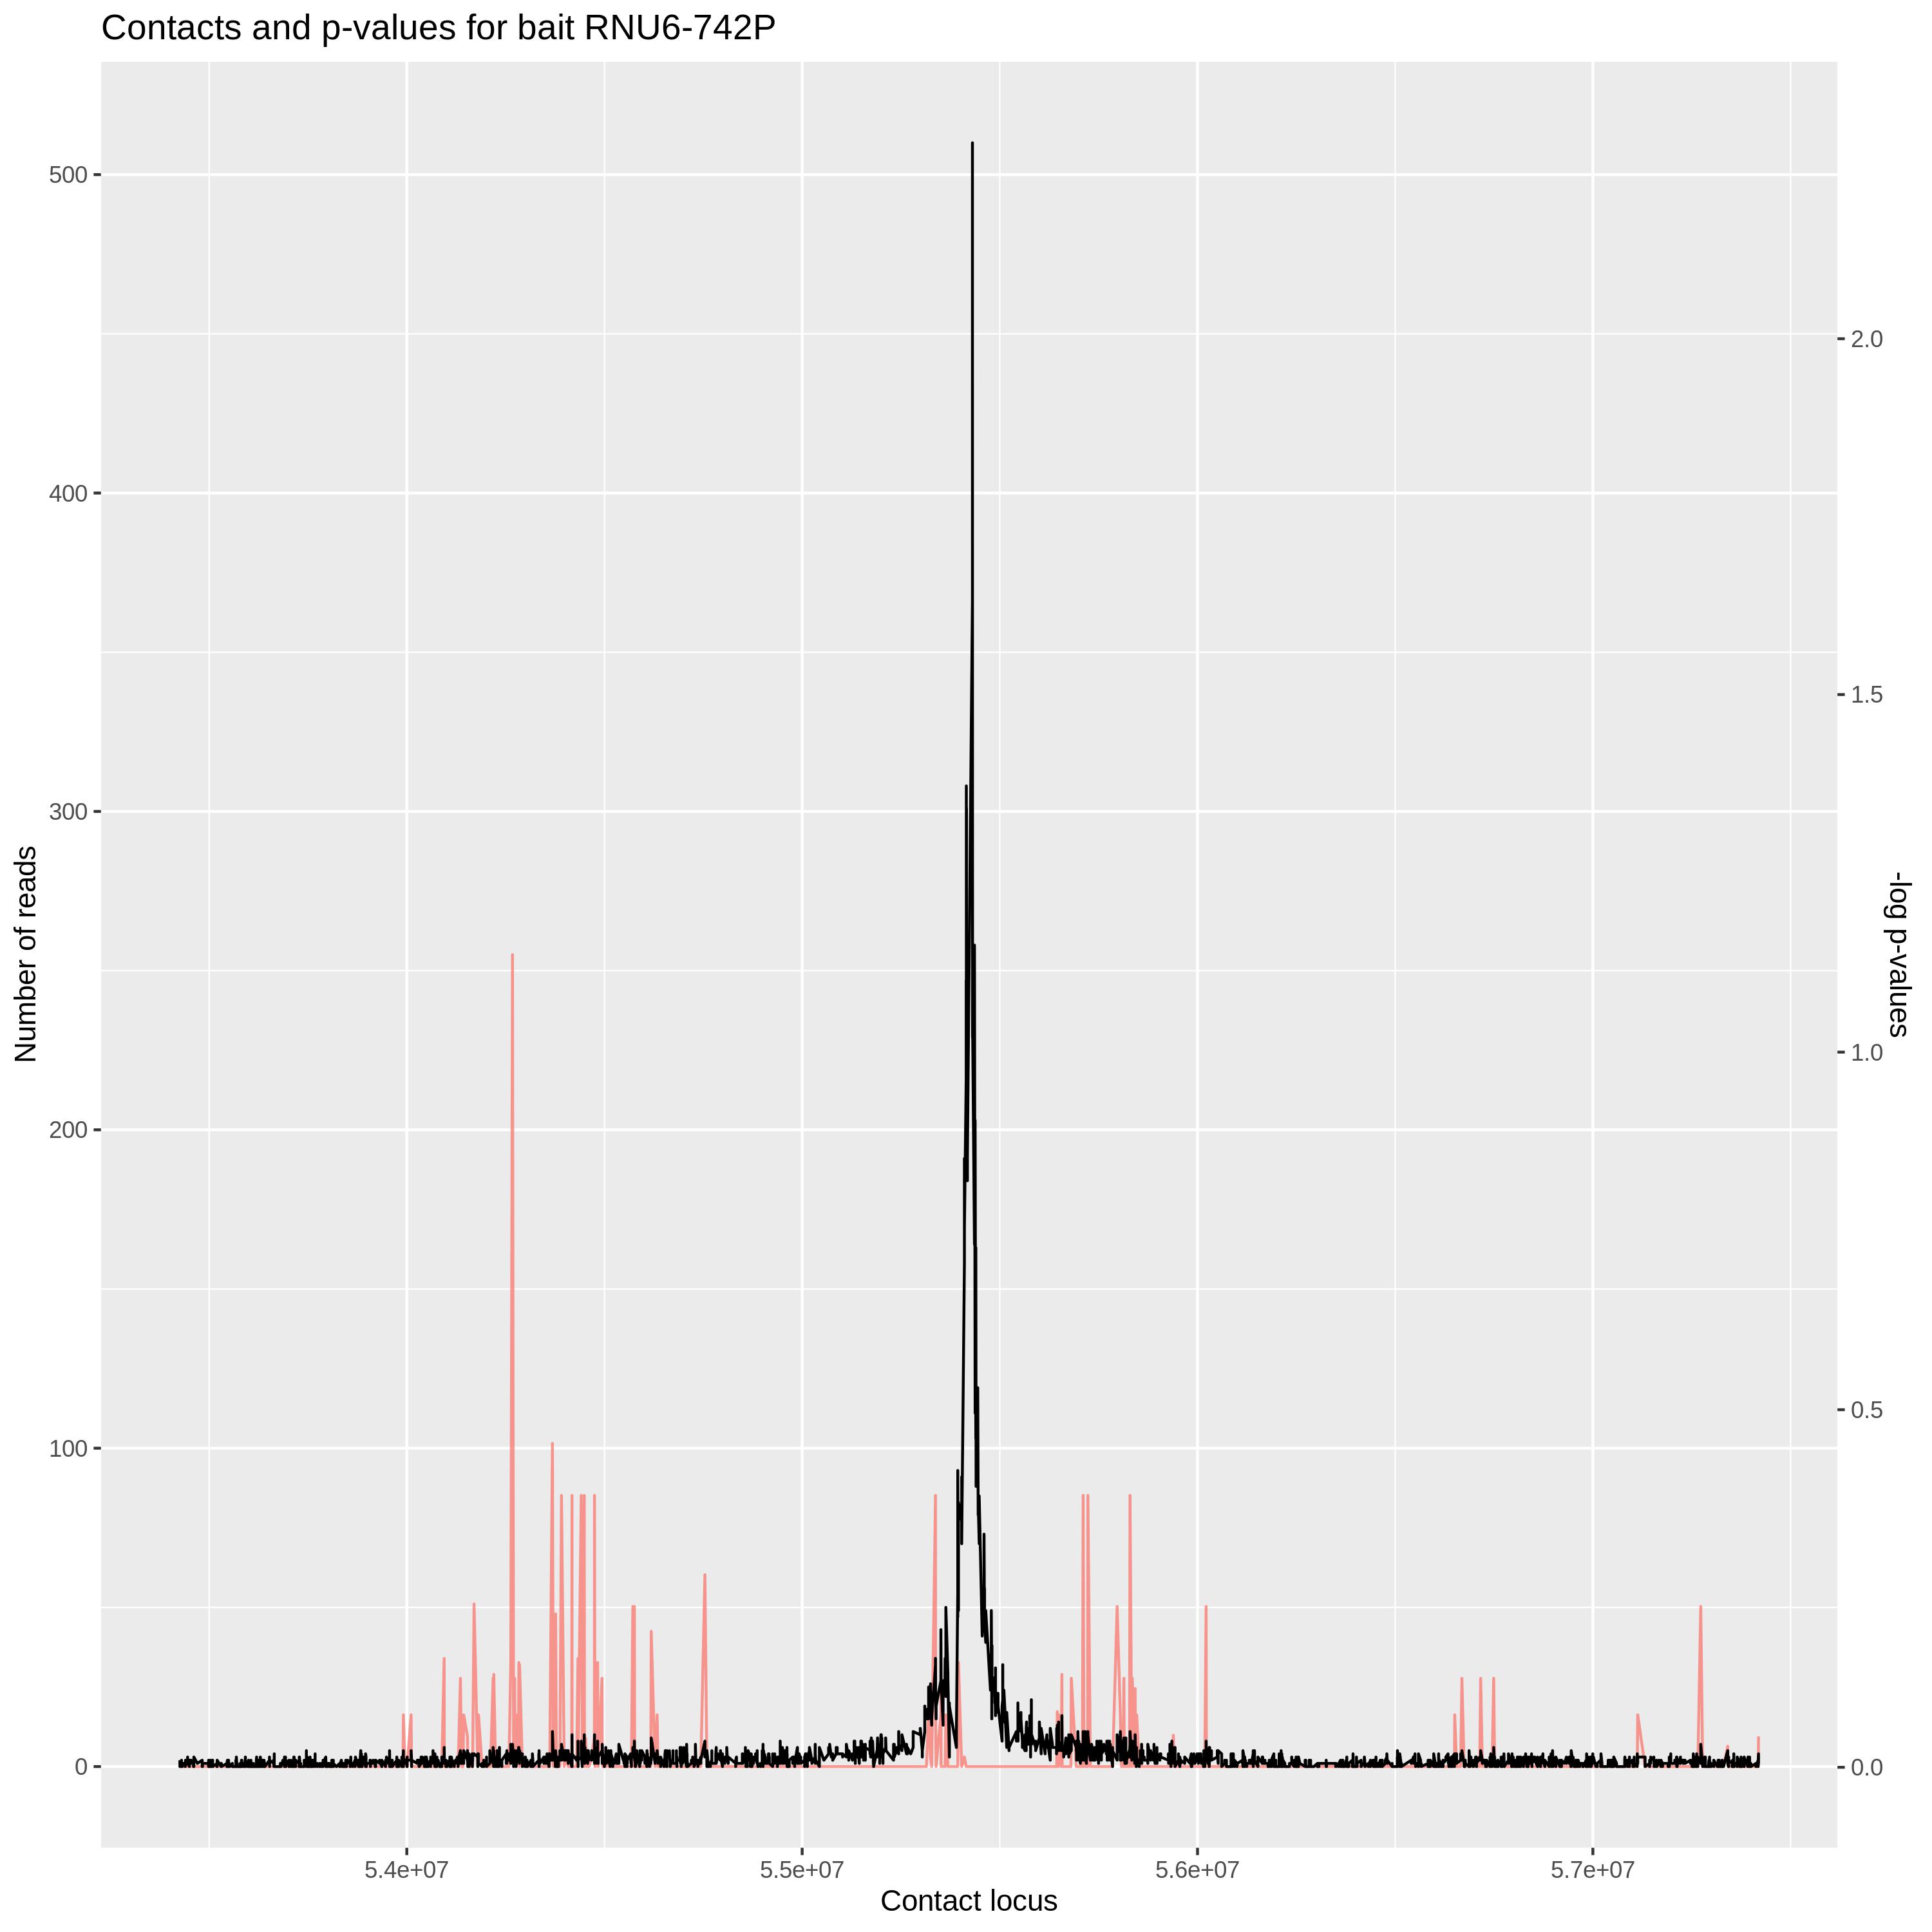 Contacts and p-values for bait RNU6-742P
500
400
300
200
100
0
Number of reads
2.0
1.5
1.0
0.5
0.0
-log p-values
5.4e+07
5.5e+07
5.6e+07
5.7e+07
Contact locus